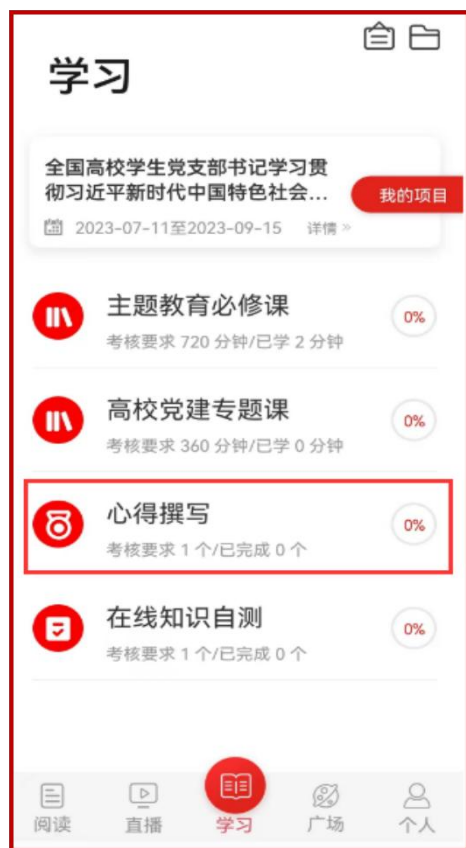 学习
全国高校学生党支部书记学习贯
彻习近平新时代中国特色社会...
我的项目
2023-07-11至2023-09-15 详情»
主题教育必修课
0%
考核要求 720 分钟/已学 2 分钟
高校党建专题课
0%
考核要求 360 分钟/已学 0 分钟
心得撰写
0%
考核要求 1 个/已完成 0 个
在线知识自测
0%
考核要求 1 个/已完成 0 个
阅读 直播 学习 广场 个人